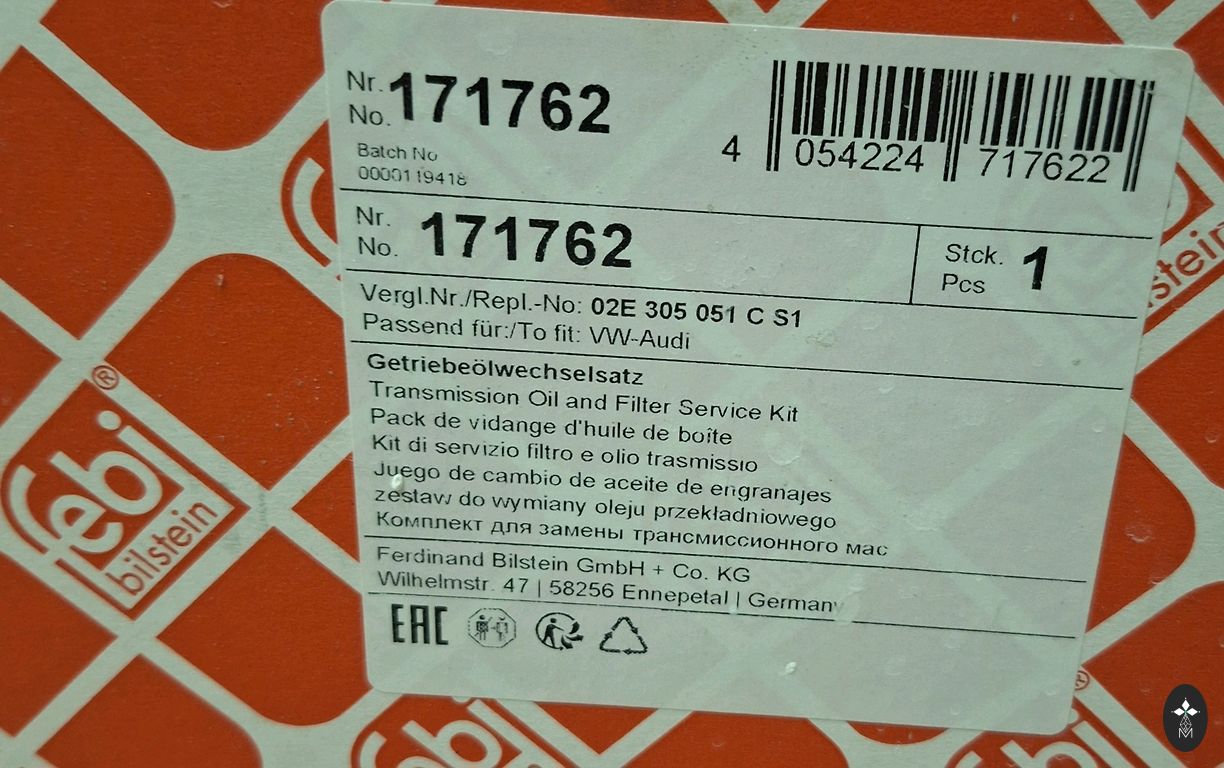 Nr. 171762
No.
Batch No
0000119418
4 054224 717622
Nr. 171762
No.
Stck. 1
Pcs
Vergl.Nr./Repl.-No: 02E 305 051 C S1
Passend für:/To fit: VW-Audi
Getriebeölwechselsatz
Transmission Oil and Filter Service Kit
Pack de vidange d'huile de boîte
Kit di servizio filtro e olio trasmissio
Juego de cambio de aceite de engranajes
zestaw do wymiany oleju przekładniowego
Комплект для замены трансмиссионного мас
Ferdinand Bilstein GmbH + Co. KG
Wilhelmstr. 47 | 58256 Ennepetal | Germany
EAC
febi®
bilstein
stein
febi
ebi
M